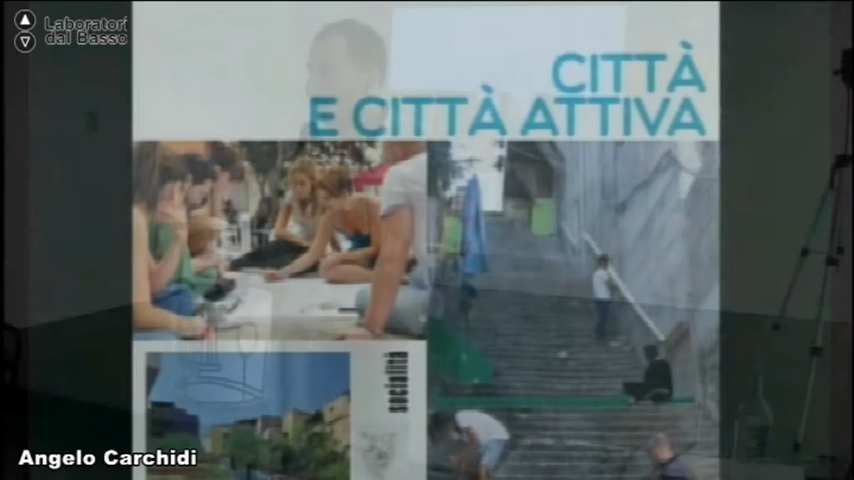 Laboratori
dal Basso
CITTÀ
E CITTÀ ATTIVA
socialità
Angelo Carchidi